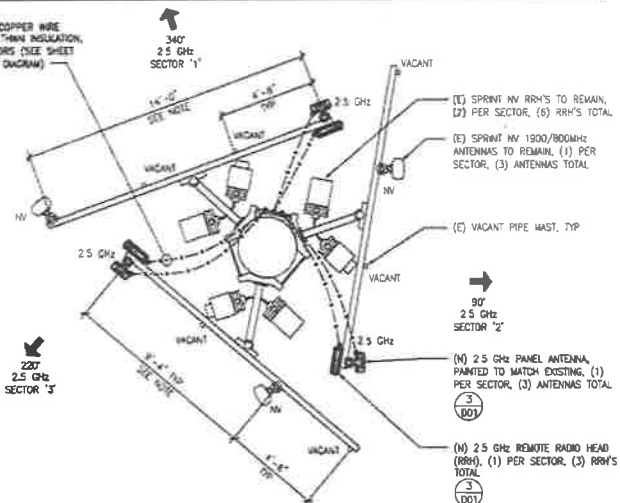 COPPER WIRE
THWN INSULATION,
ORS (SEE SHEET
DIAGRAM)
340°
2.5 GHz
SECTOR '1'
VACANT
14'-0"
SEE NOTE
4'-8"
TYP
2.5 GHz
VACANT
VACANT
NV
NV
(E) SPRINT NV RRH'S TO REMAIN,
(2) PER SECTOR, (6) RRH'S TOTAL
(E) SPRINT NV 1900/800MHz
ANTENNAS TO REMAIN, (1) PER
SECTOR, (3) ANTENNAS TOTAL
(E) VACANT PIPE MAST, TYP
2.5 GHz
VACANT
90°
2.5 GHz
SECTOR '2'
220°
2.5 GHz
SECTOR '3'
VACANT
TYP
SEE NOTE
2.5 GHz
NV
VACANT
TYP
(N) 2.5 GHz PANEL ANTENNA,
PAINTED TO MATCH EXISTING, (1)
PER SECTOR, (3) ANTENNAS TOTAL
3
D01
(N) 2.5 GHz REMOTE RADIO HEAD
(RRH), (1) PER SECTOR, (3) RRH'S
TOTAL
3
D01